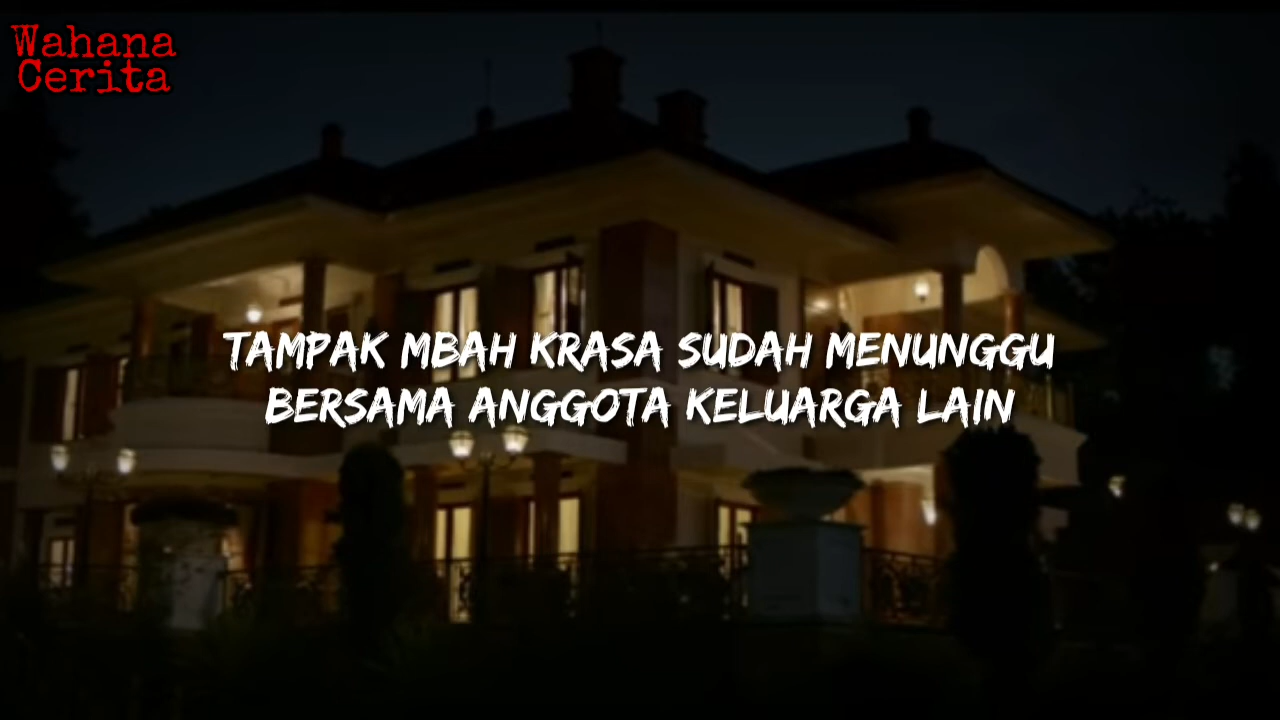 Wahana
Cerita
TAMPAK MBAH KRASA SUDAH MENUNGGU
BERSAMA ANGGOTA KELUARGA LAIN